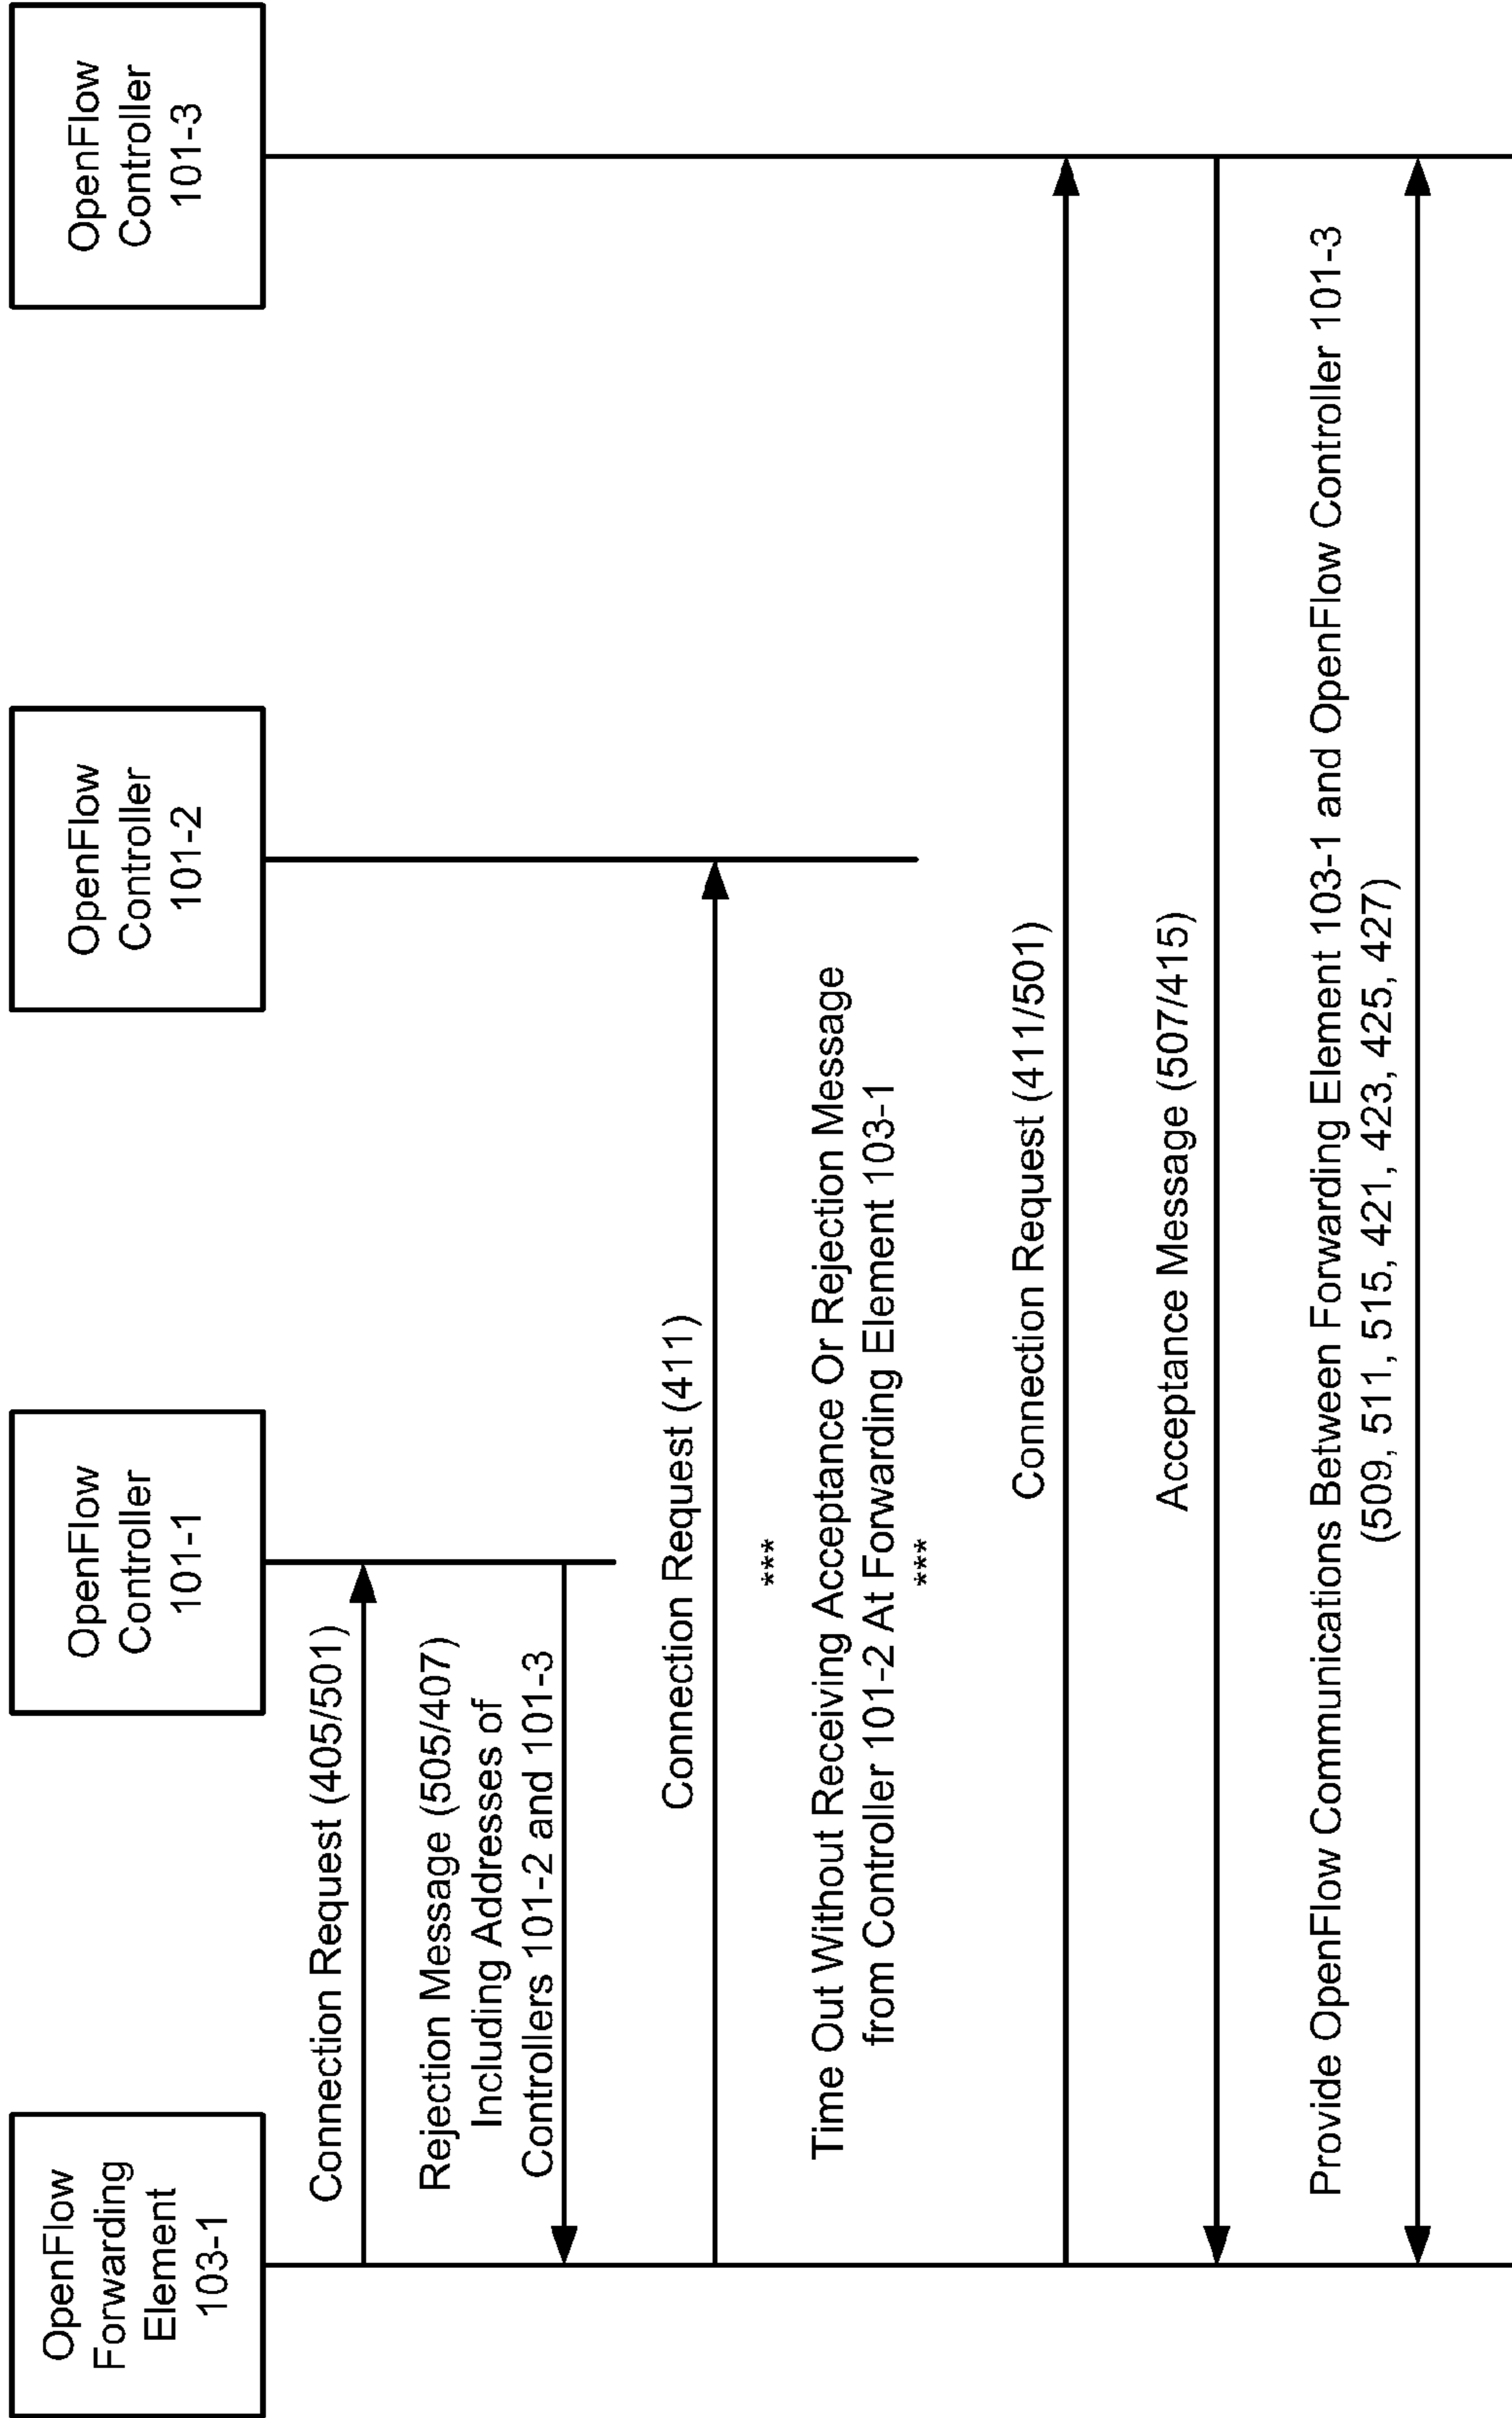 OpenFlow
Forwarding
Element
103-1
OpenFlow
Controller
101-1
OpenFlow
Controller
101-2
OpenFlow
Controller
101-3
Connection Request (405/501)
Rejection Message (505/407)
Including Addresses of
Controllers 101-2 and 101-3
Connection Request (411)
***
Time Out Without Receiving Acceptance Or Rejection Message
from Controller 101-2 At Forwarding Element 103-1
***
Connection Request (411/501)
Acceptance Message (507/415)
Provide OpenFlow Communications Between Forwarding Element 103-1 and OpenFlow Controller 101-3
(509, 511, 515, 421, 423, 425, 427)